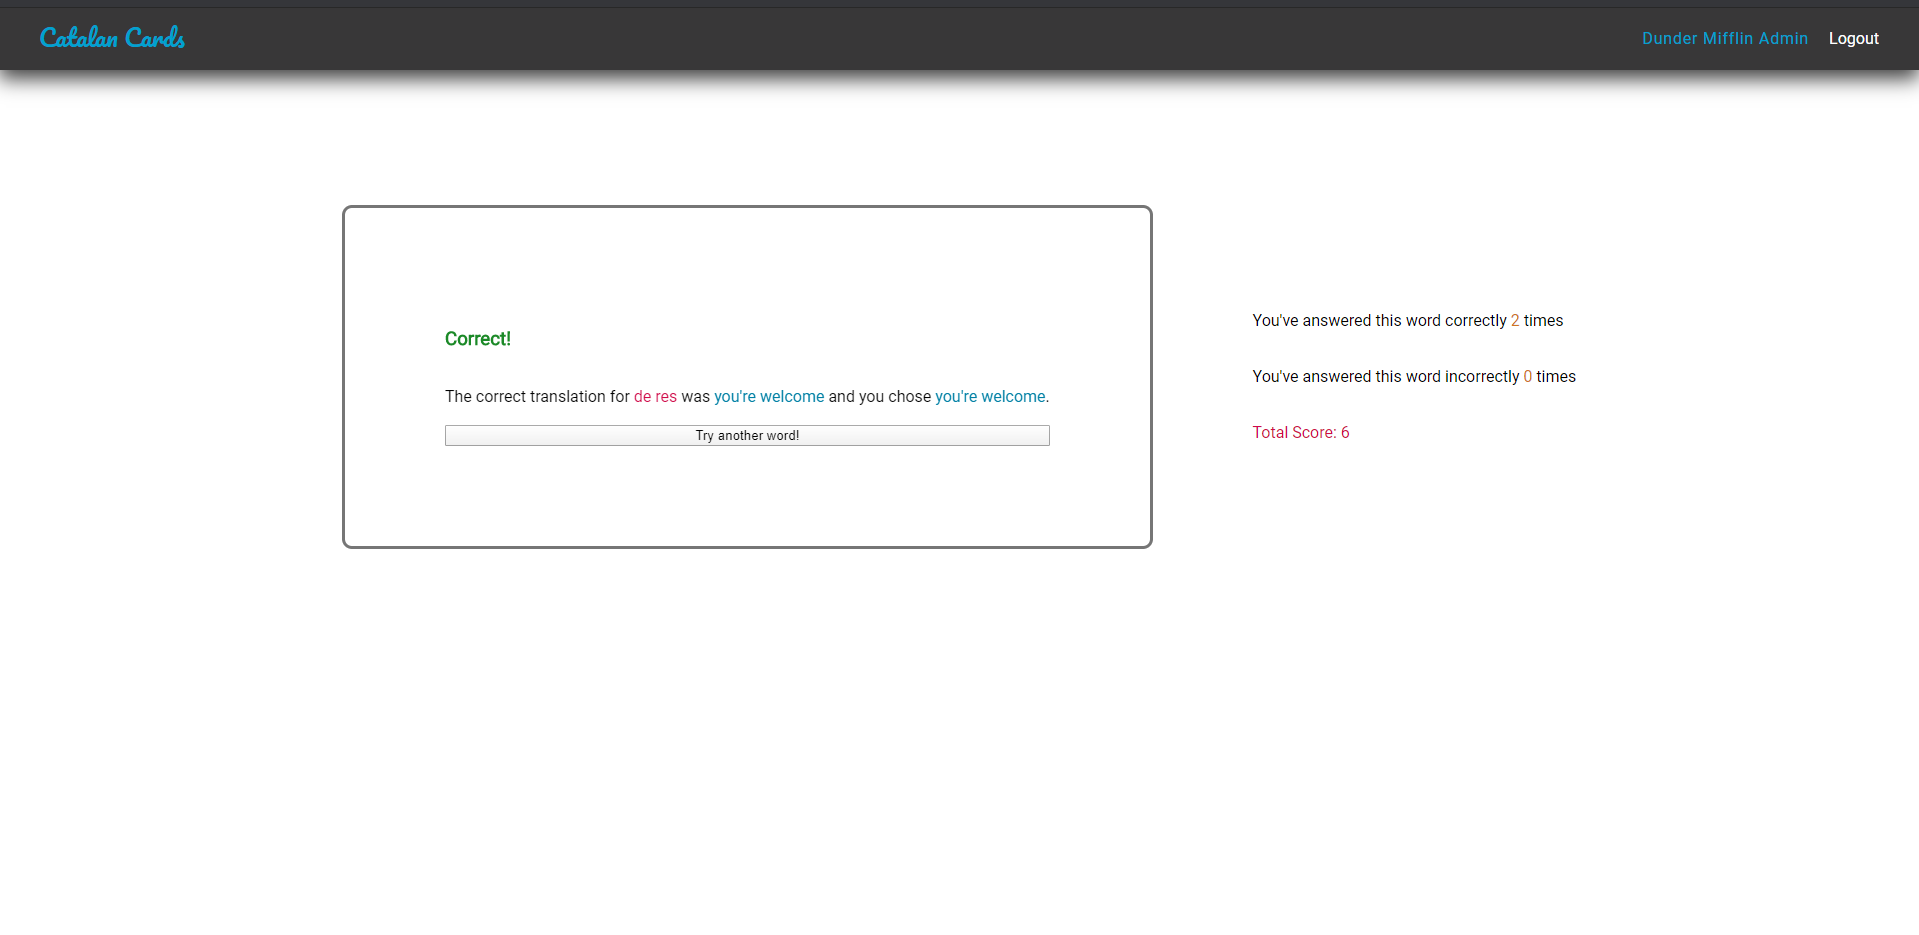 Catalan Cards
Dunder Mifflin Admin Logout
Correct!
The correct translation for de res was you're welcome and you chose you're welcome.
Try another word!
You've answered this word correctly 2 times
You've answered this word incorrectly 0 times
Total Score: 6